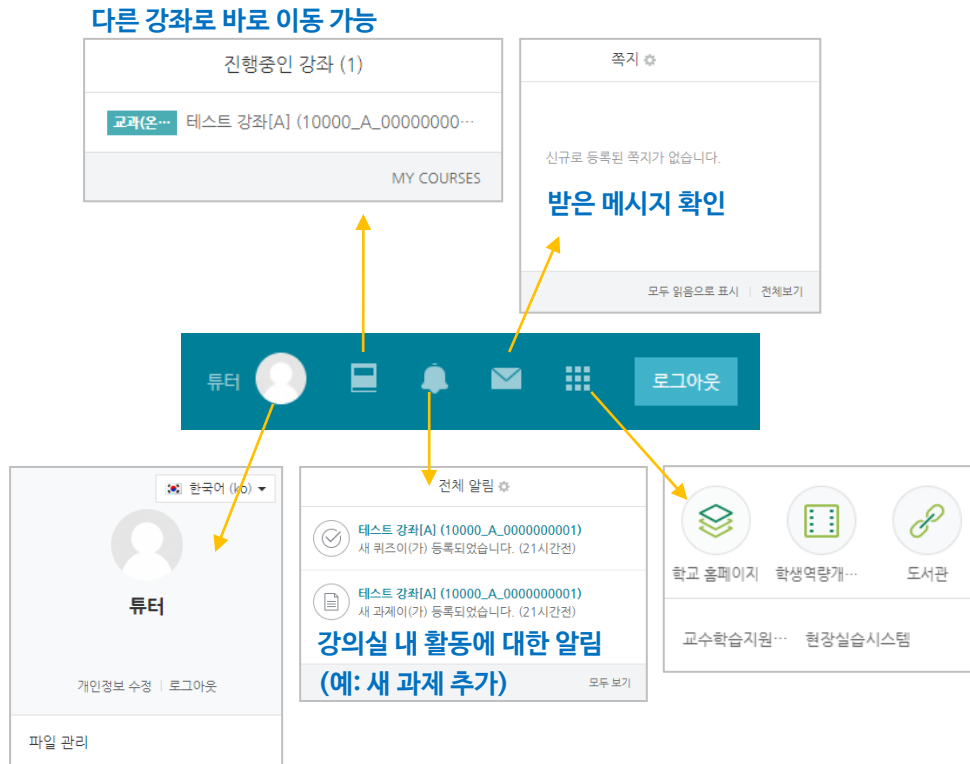 다른 강좌로 바로 이동 가능
진행중인 강좌 (1)
교과(온··· 테스트 강좌[A] (10000_A_00000000···
MY COURSES
쪽지
신규로 등록된 쪽지가 없습니다.
받은 메시지 확인
모두 읽음으로 표시 | 전체보기
튜터
로그아웃
한국어 (ko)
튜터
개인정보 수정 | 로그아웃
파일 관리
전체 알림
테스트 강좌[A] (10000_A_0000000001)
새 퀴즈이(가) 등록되었습니다. (21시간전)
테스트 강좌[A] (10000_A_0000000001)
새 과제이(가) 등록되었습니다. (21시간전)
강의실 내 활동에 대한 알림
(예: 새 과제 추가)
모두 보기
학교 홈페이지 학생역량개··· 도서관
교수학습지원··· 현장실습시스템